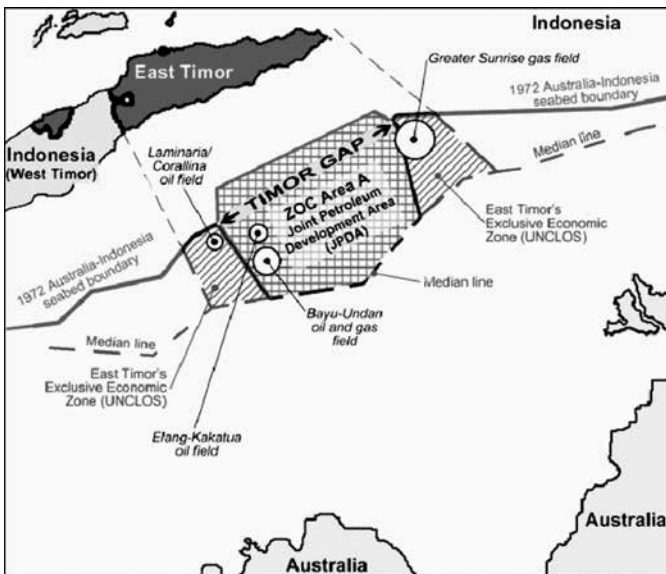 Indonesia
East Timor
Greater Sunrise gas field
1972 Australia-Indonesia
seabed boundary
Indonesia
(West Timor)
Laminaria/
Corallina
oil field
TIMOR GAP
ZOC Area A
Joint Petroleum
Development Area
(JPDA)
Median line
East Timor's
Exclusive Economic
Zone (UNCLOS)
1972 Australia-Indonesia
seabed boundary
Median line
Bayu-Undan
oil and gas
field
Median line
East Timor's
Exclusive Economic
Zone (UNCLOS)
Elang-Kakatua
oil field
Australia
Australia